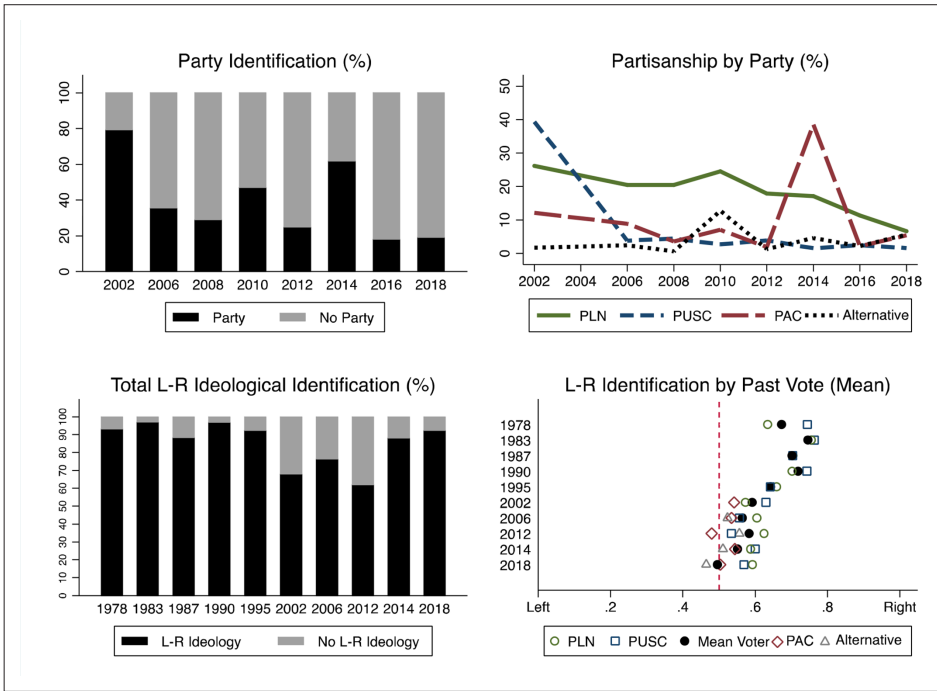 Party Identification (%)
100
80
60
40
20
0
2002 2006 2008 2010 2012 2014 2016 2018
Party No Party
Partisanship by Party (%)
50
40
30
20
10
0
2002 2004 2006 2008 2010 2012 2014 2016 2018
PLN PUSC PAC Alternative
Total L-R Ideological Identification (%)
100
90
80
70
60
50
40
30
20
10
0
1978 1983 1987 1990 1995 2002 2006 2012 2014 2018
L-R Ideology No L-R Ideology
L-R Identification by Past Vote (Mean)
1978
1983
1987
1990
1995
2002
2006
2012
2014
2018
Left .2 .4 .6 .8 Right
PLN PUSC Mean Voter PAC Alternative